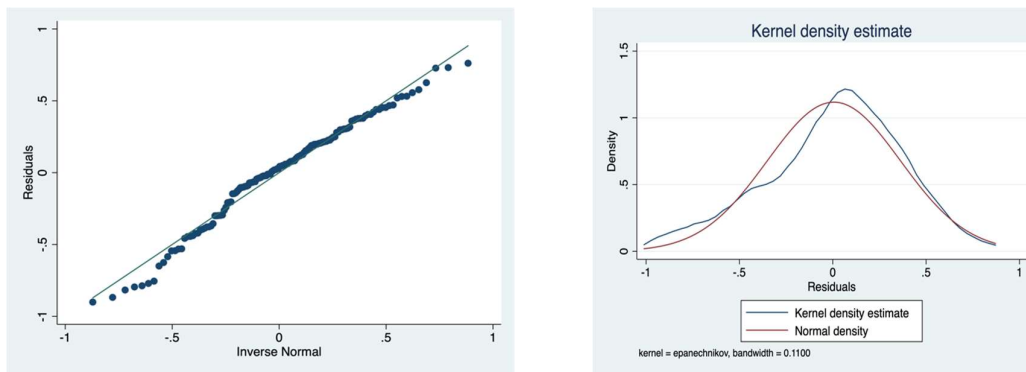 Residuals
1
.5
0
-.5
-1
-1 -.5 0 .5 1
Inverse Normal
Kernel density estimate
Density
1.5
1
.5
0
-1 -.5 0 .5 1
Residuals
Kernel density estimate
Normal density
kernel = epanechnikov, bandwidth = 0.1100